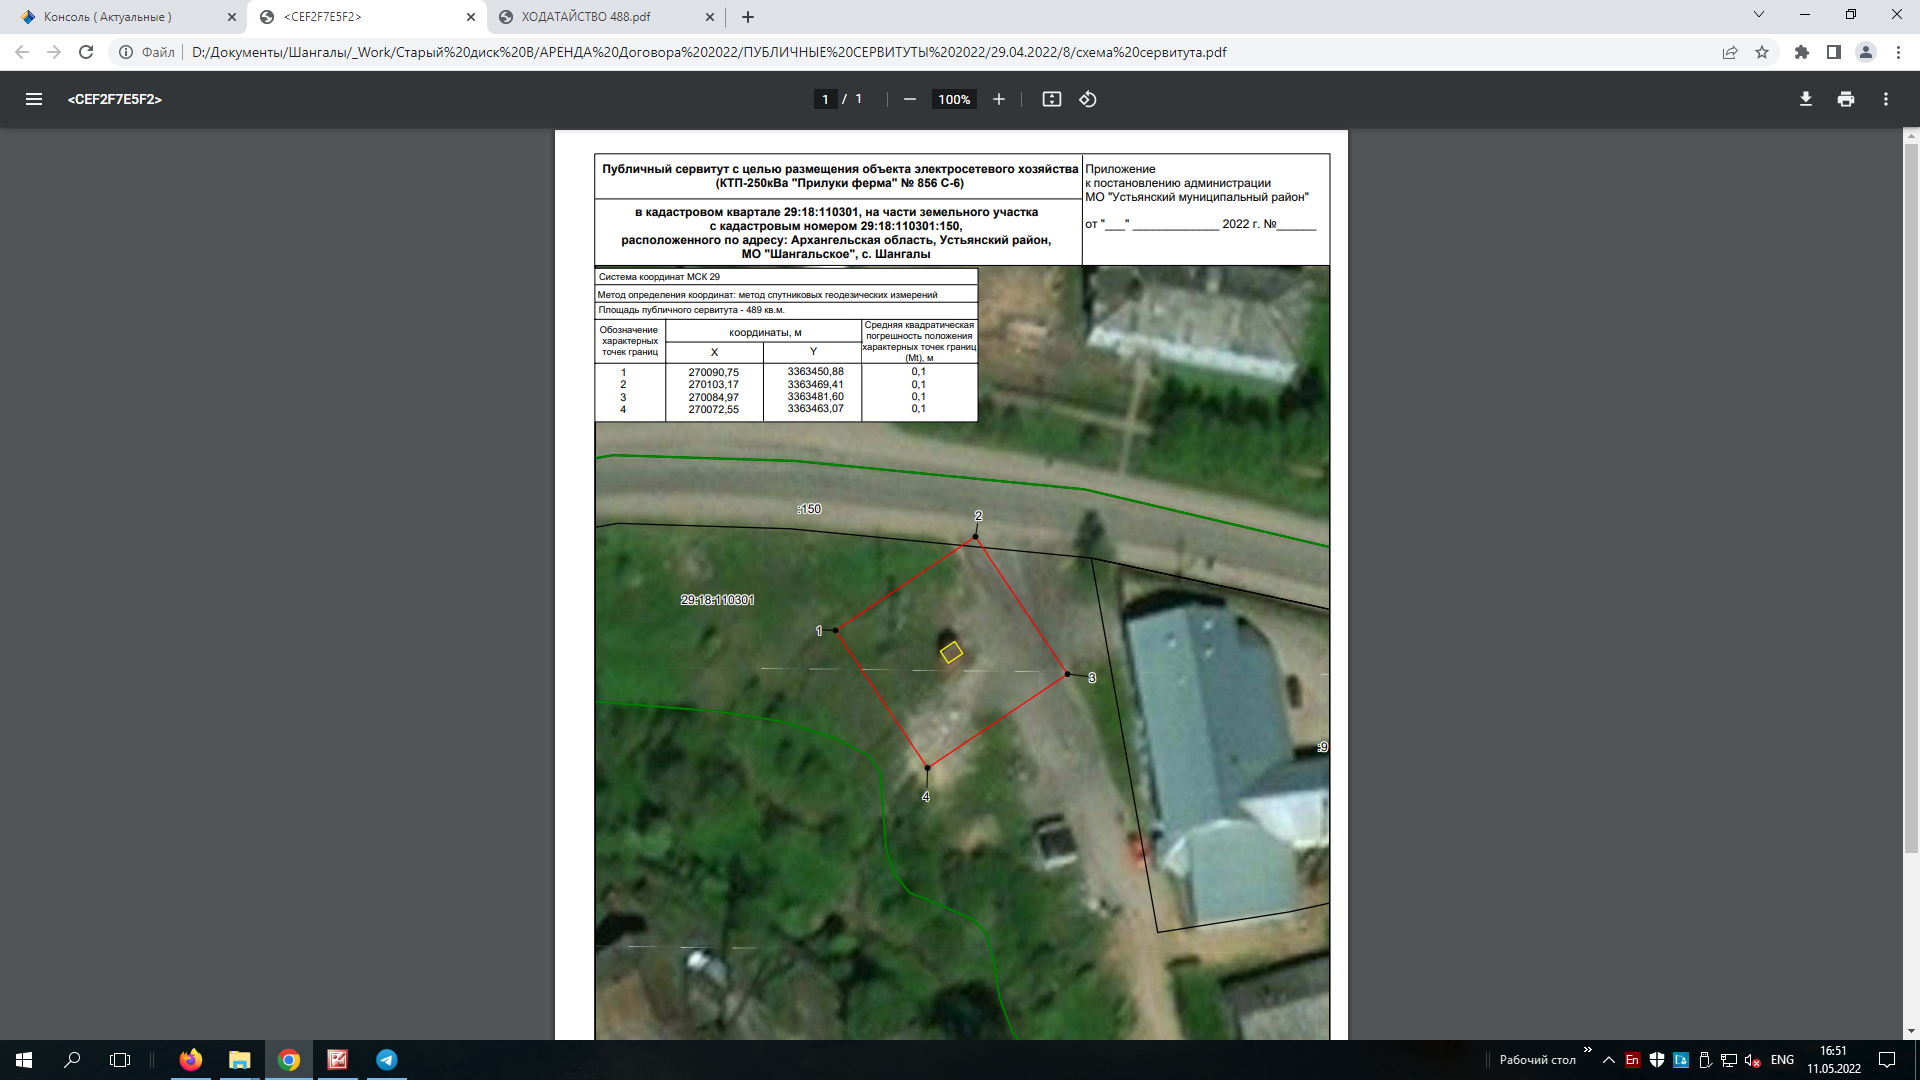 Консоль ( Актуальные )
<CEF2F7E5F2>
ХОДАТАЙСТВО 488.pdf
Файл
D:/Документы/Шангалы/_Work/Старый%20диск%20В/АРЕНДА%20Договора%202022/ПУБЛИЧНЫЕ%20СЕРВИТУТЫ%202022/29.04.2022/8/схема%20сервитута.pdf
<CEF2F7E5F2>
1 / 1
100%
Публичный сервитут с целью размещения объекта электросетевого хозяйства
(КТП-250кВа "Прилуки ферма" № 856 С-6)
в кадастровом квартале 29:18:110301, на части земельного участка
с кадастровым номером 29:18:110301:150,
расположенного по адресу: Архангельская область, Устьянский район,
МО "Шангальское", с. Шангалы
Приложение
к постановлению администрации
МО "Устьянский муниципальный район"
от "___" _____________ 2022 г. №______
Система координат МСК 29
Метод определения координат: метод спутниковых геодезических измерений
Площадь публичного сервитута - 489 кв.м.
Обозначение
характерных
точек границ
координаты, м
X
Y
Средняя квадратическая
погрешность положения
характерных точек границ
(Mt), м
1 270090,75 3363450,88 0,1
2 270103,17 3363469,41 0,1
3 270084,97 3363481,60 0,1
4 270072,55 3363463,07 0,1
:150
2
29:18:110301
1
3
:9
4
Рабочий стол
En
ENG
16:51
11.05.2022